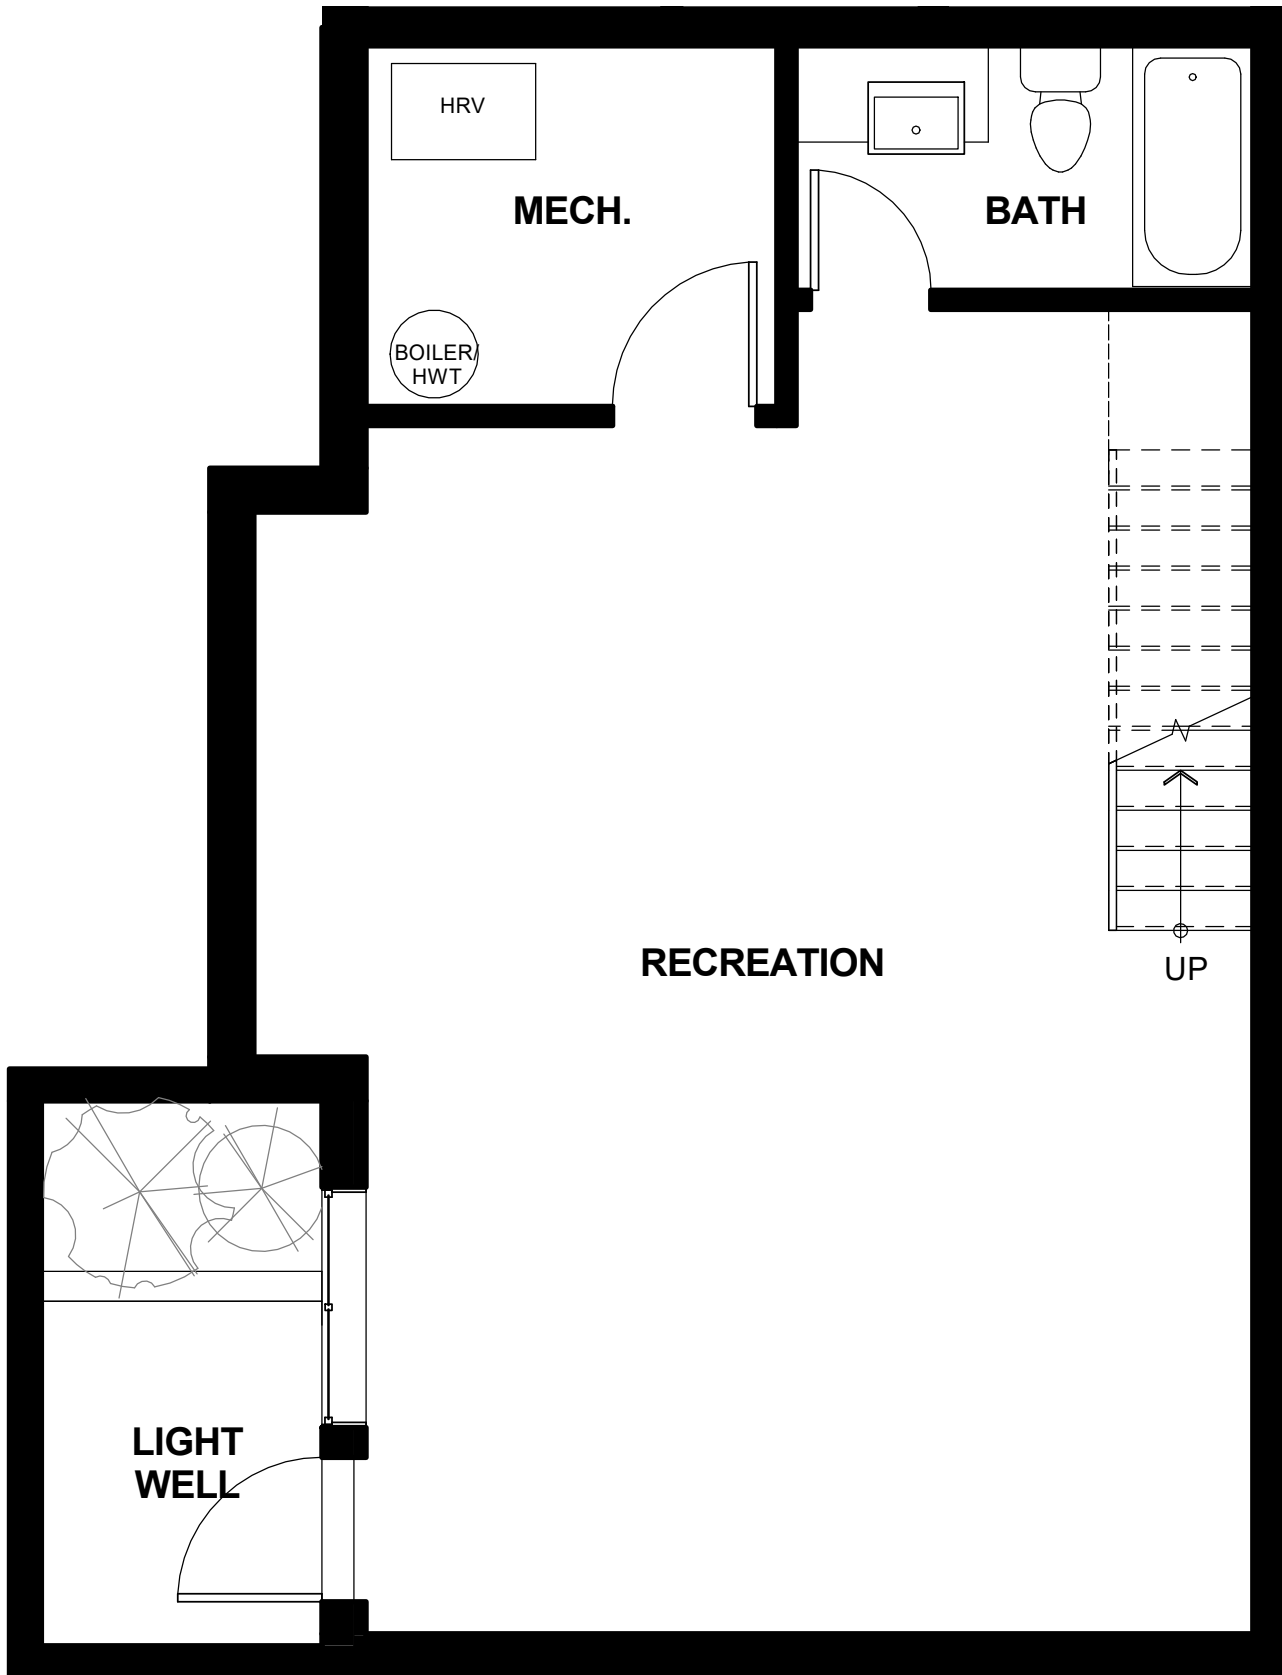 HRV
MECH.
BATH
BOILER/
HWT
RECREATION
UP
LIGHT
WELL